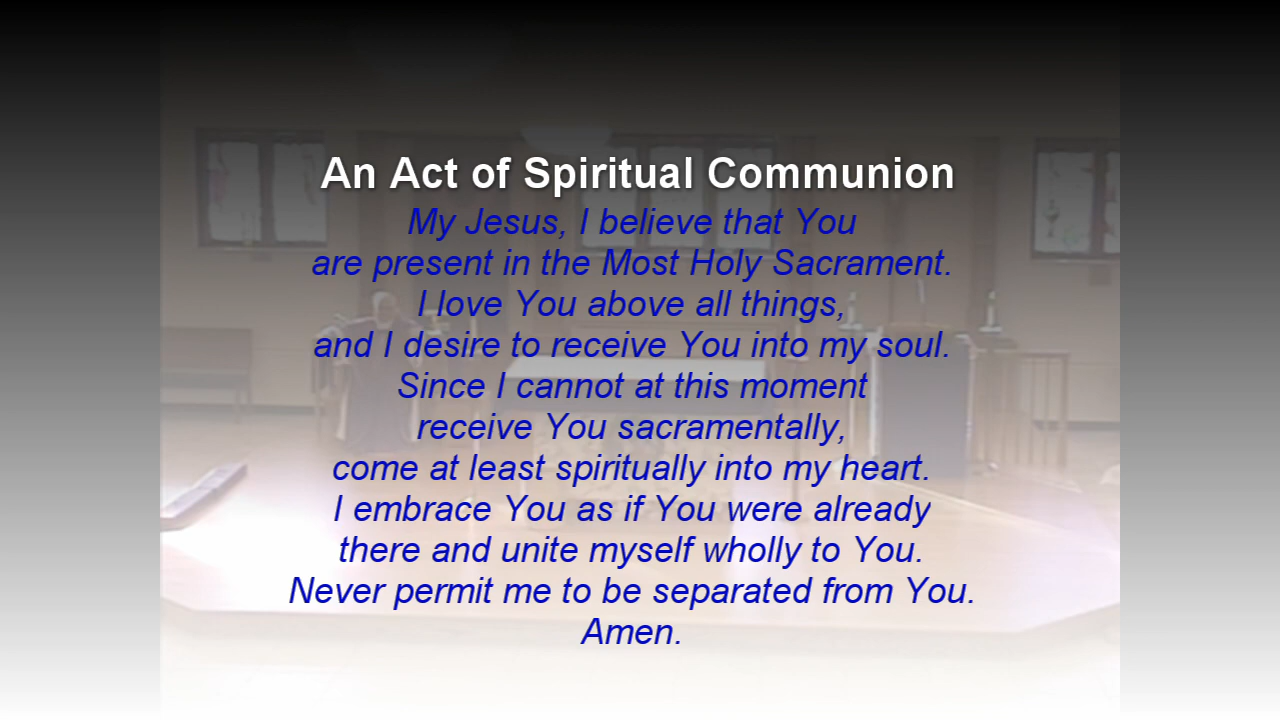 An Act of Spiritual Communion
My Jesus, I believe that You
are present in the Most Holy Sacrament.
I love You above all things,
and I desire to receive You into my soul.
Since I cannot at this moment
receive You sacramentally,
come at least spiritually into my heart.
I embrace You as if You were already
there and unite myself wholly to You.
Never permit me to be separated from You.
Amen.